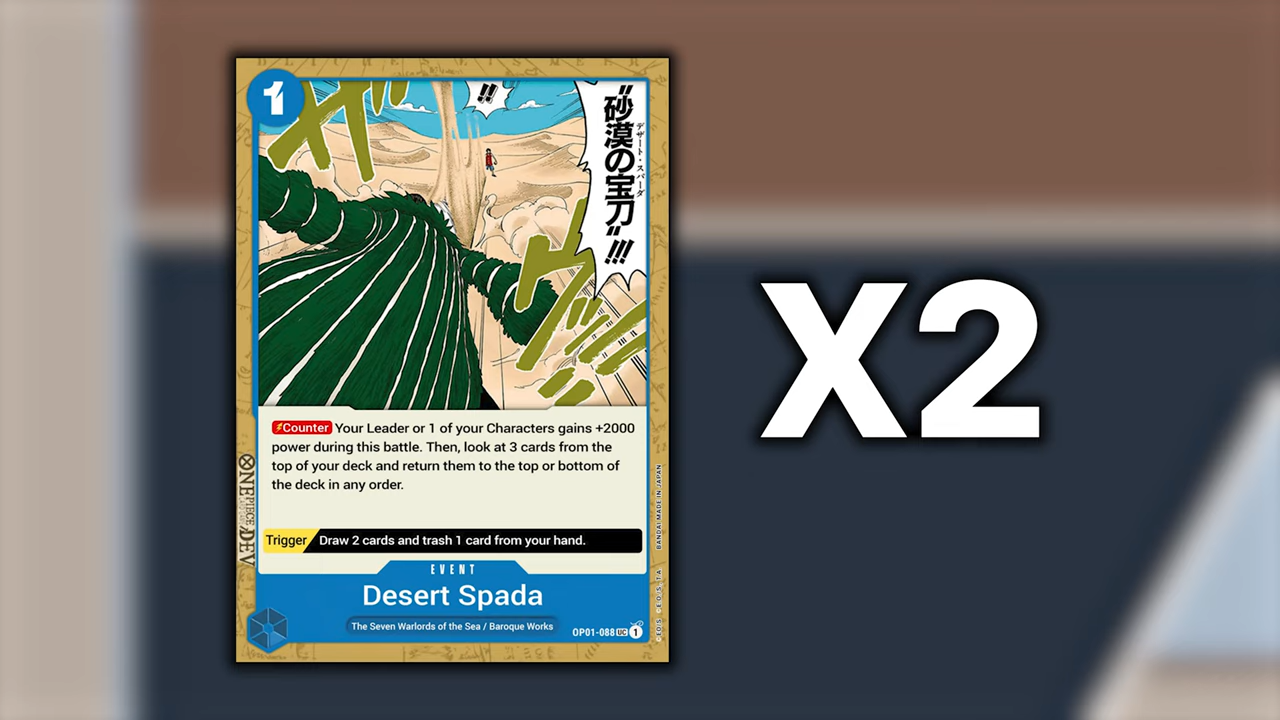 1
!!
"砂漠の宝刀"!!!
デザート・スパーダ
X2
⚡Counter Your Leader or 1 of your Characters gains +2000
power during this battle. Then, look at 3 cards from the
top of your deck and return them to the top or bottom of
the deck in any order.
Trigger Draw 2 cards and trash 1 card from your hand.
EVENT
Desert Spada
The Seven Warlords of the Sea / Baroque Works
OP01-088 UC 1
ONE PIECE
DEV
BANDAI MADE IN JAPAN